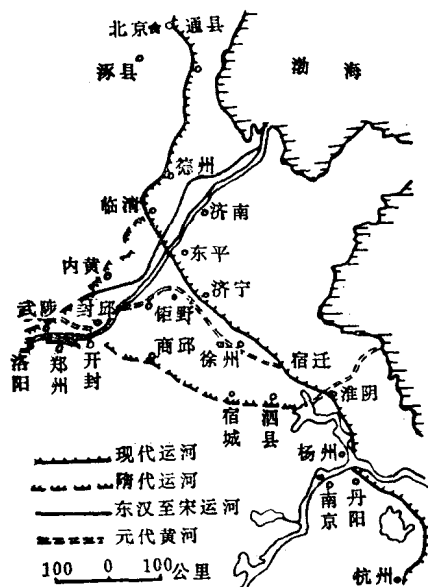 北京
通县
涿县
渤海
德州
临清
济南
内黄
东平
武陟
封邱
钜野
济宁
洛阳
郑州
开封
商邱
徐州
宿迁
宿城
泗县
淮阴
扬州
南京
丹阳
杭州
现代运河
隋代运河
东汉至宋运河
元代黄河
100 0 100公里